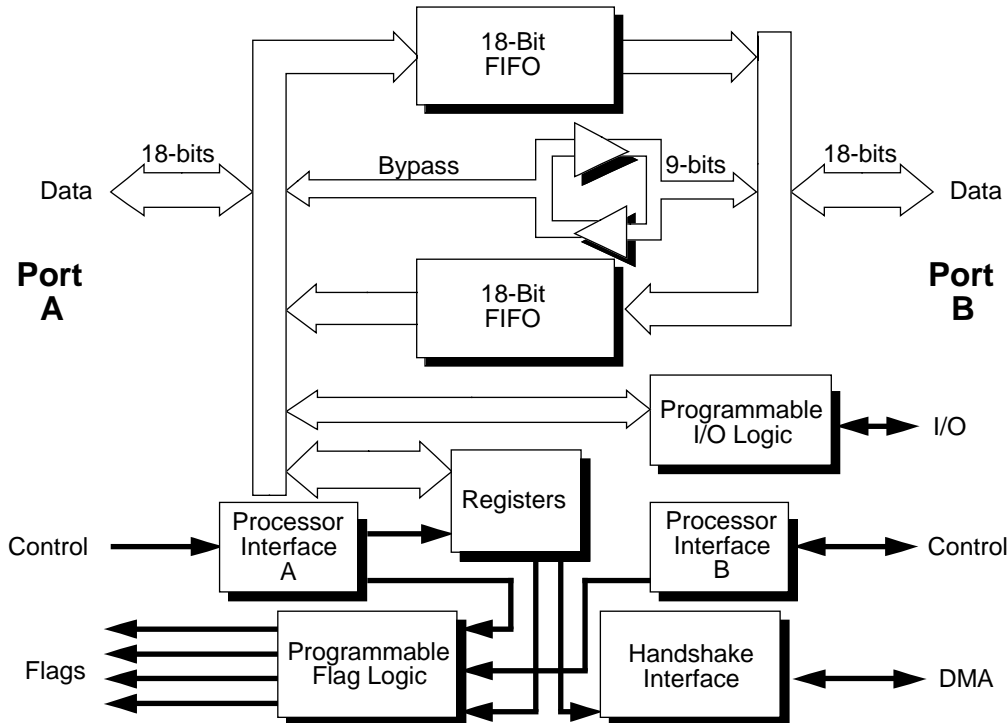 18-Bit
FIFO
18-bits
Bypass
9-bits
18-bits
Data
Data
Port
A
Port
B
18-Bit
FIFO
Programmable
I/O Logic
I/O
Registers
Processor
Interface
A
Processor
Interface
B
Control
Control
Programmable
Flag Logic
Handshake
Interface
Flags
DMA